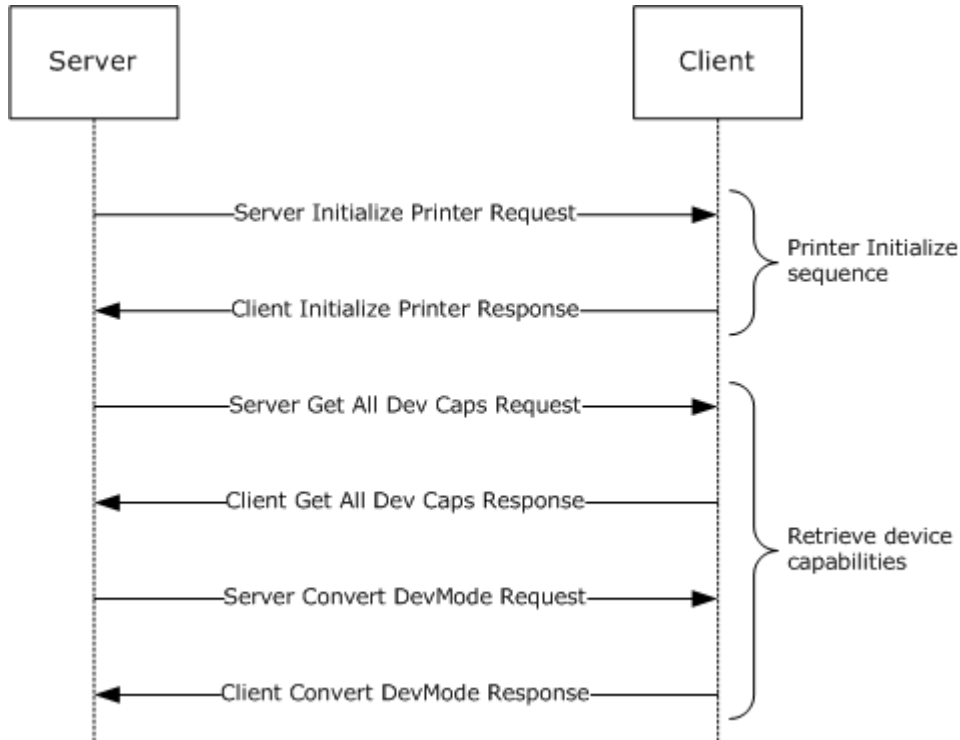 Server
Client
Server Initialize Printer Request
Printer Initialize
sequence
Client Initialize Printer Response
Server Get All Dev Caps Request
Client Get All Dev Caps Response
Retrieve device
capabilities
Server Convert DevMode Request
Client Convert DevMode Response